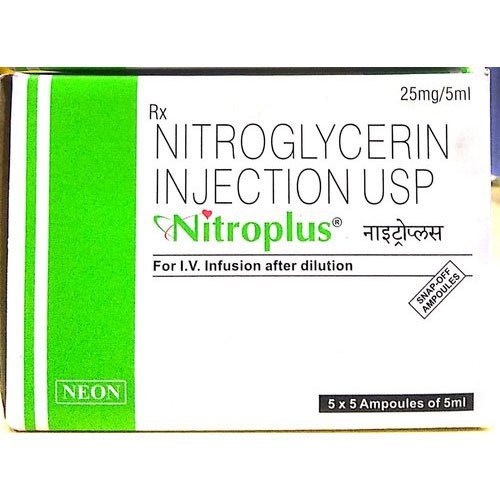 25mg/5ml
Rx
NITROGLYCERIN
INJECTION USP
Nitroplus® नाइट्रोप्लस
For I.V. Infusion after dilution
SNAP-OFF
AMPOULES
NEON
5 x 5 Ampoules of 5ml